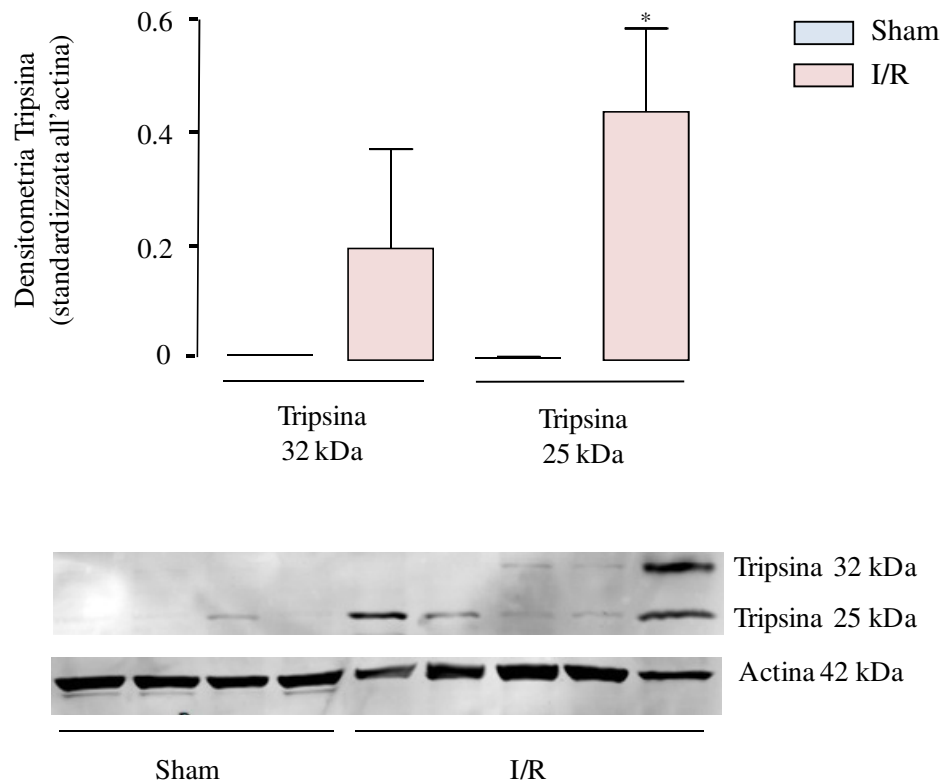 Densitometria Tripsina
(standardizzata all'actina)
0.6
0.4
0.2
0
*
Sham
I/R
Tripsina
32 kDa
Tripsina
25 kDa
Tripsina 32 kDa
Tripsina 25 kDa
Actina 42 kDa
Sham
I/R